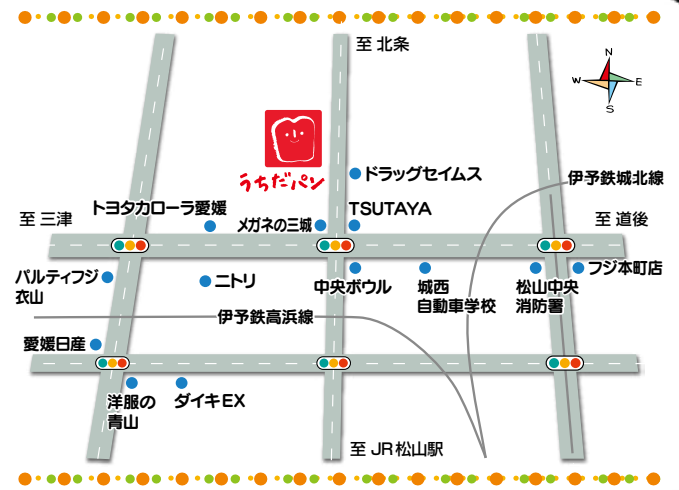 至 北条
N
W
E
S
うちだパン
ドラッグセイムス
伊予鉄城北線
トヨタカローラ愛媛
TSUTAYA
至 三津
メガネの三城
至 道後
パルティフジ
衣山
ニトリ
中央ボウル
城西
自動車学校
松山中央
消防署
フジ本町店
伊予鉄高浜線
愛媛日産
洋服の
青山
ダイキEX
至 JR松山駅